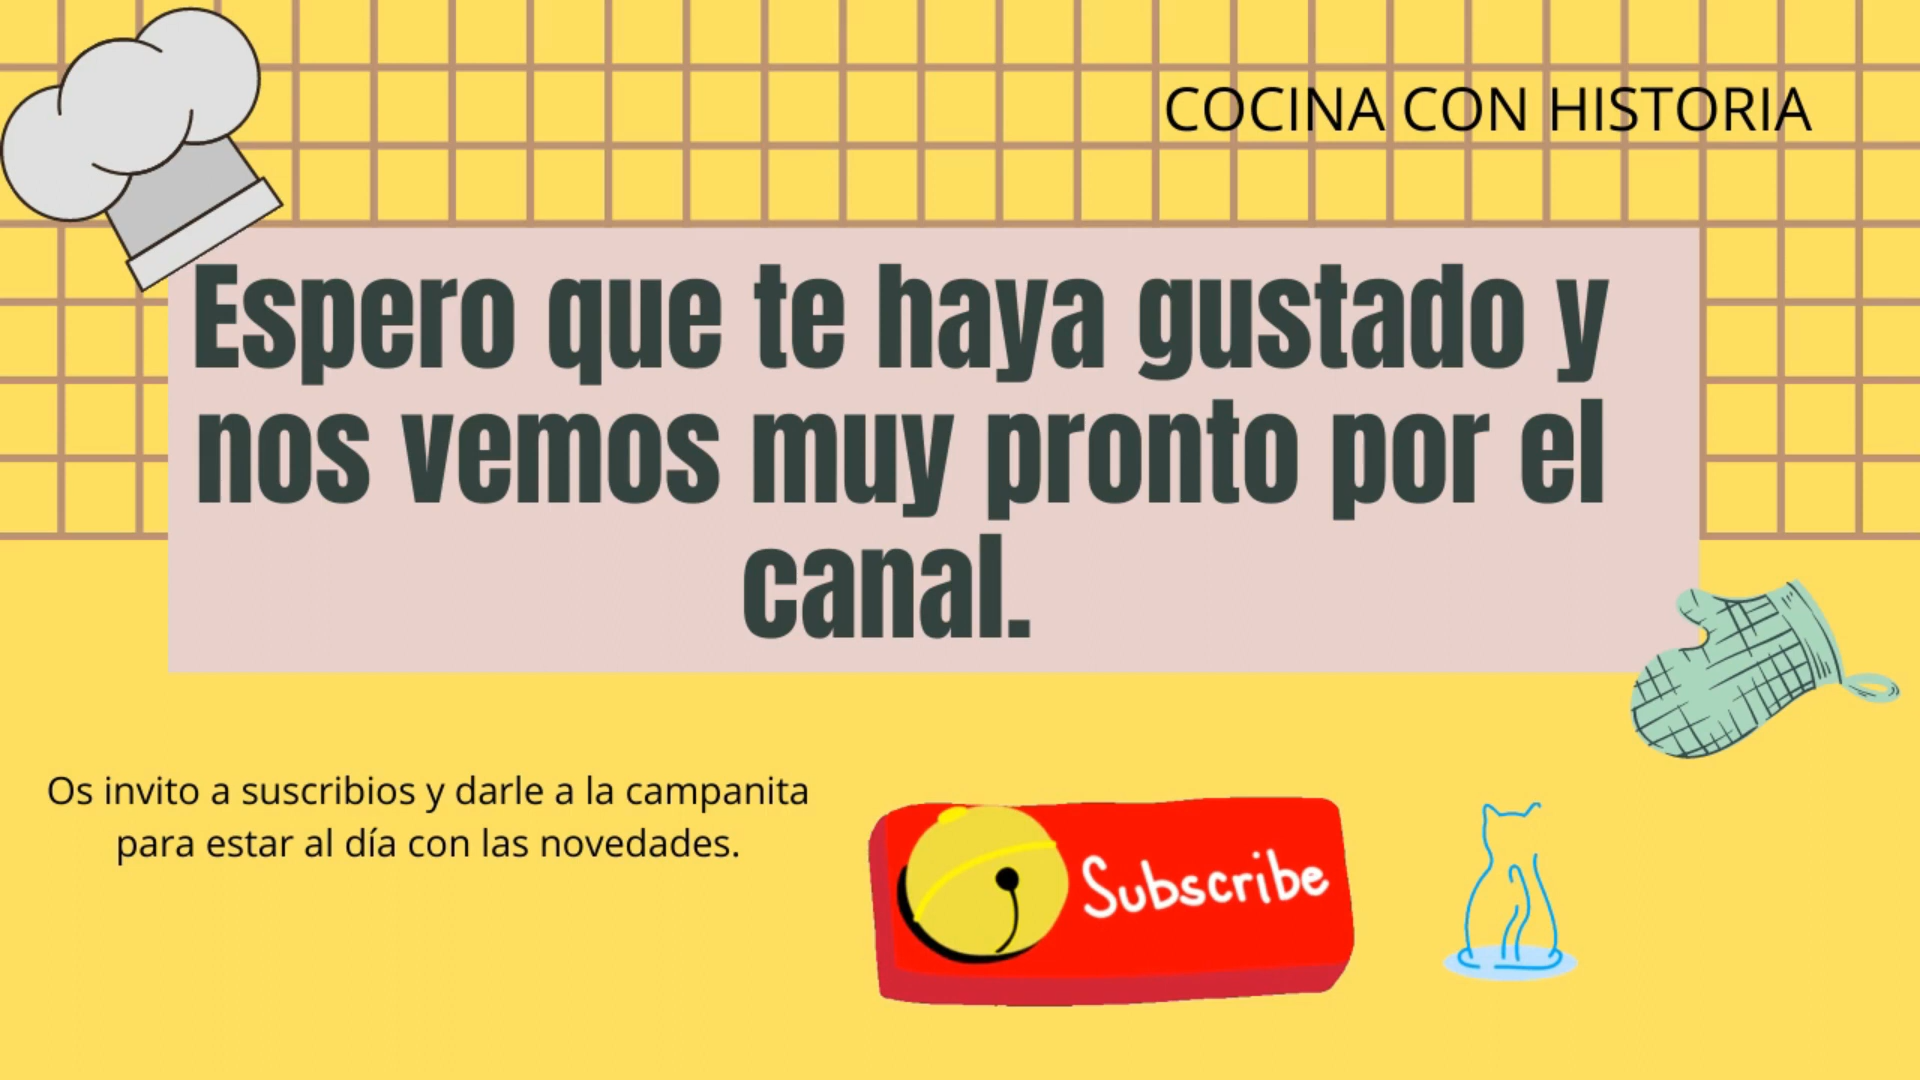 COCINA CON HISTORIA
Espero que te haya gustado y
nos vemos muy pronto por el
canal.
Os invito a suscribios y darle a la campanita
para estar al día con las novedades.
Subscribe